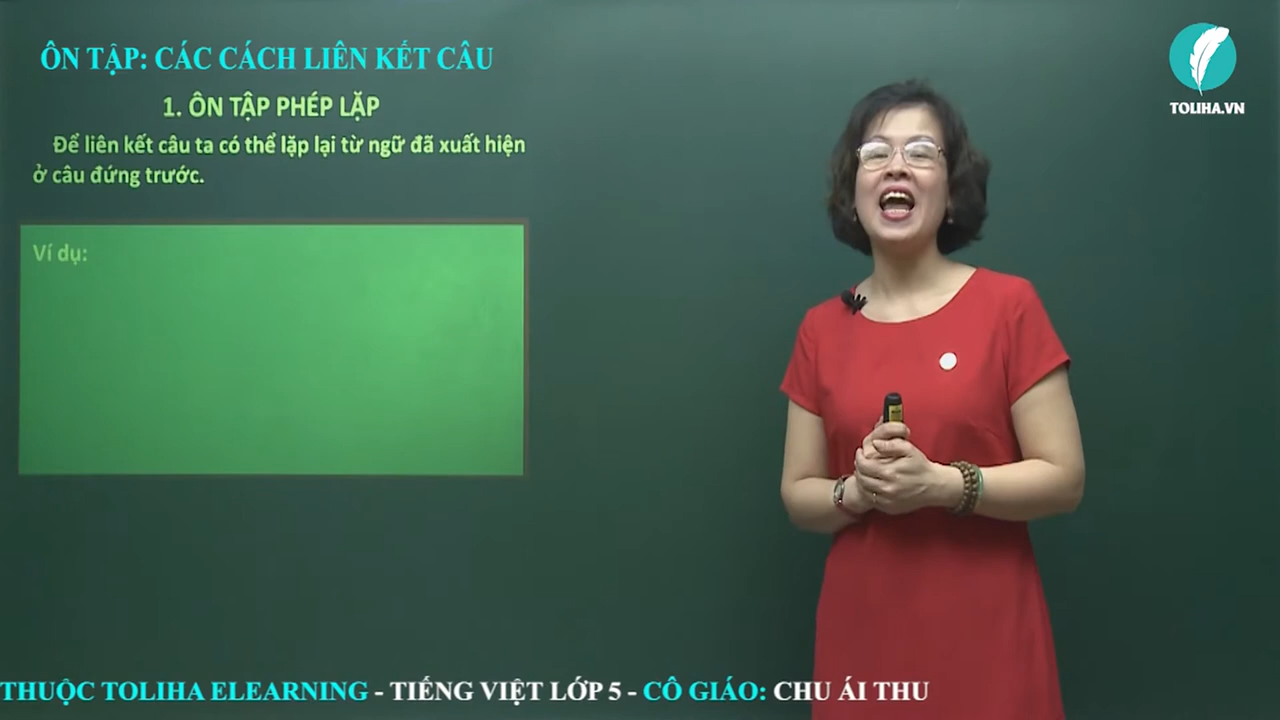 ÔN TẬP: CÁC CÁCH LIÊN KẾT CÂU
TOLIHA.VN
1. ÔN TẬP PHÉP LẶP
Để liên kết câu ta có thể lặp lại từ ngữ đã xuất hiện
ở câu đứng trước.
Ví dụ:
THUỘC TOLIHA ELEARNING - TIẾNG VIỆT LỚP 5 - CÔ GIÁO: CHU ÁI THU